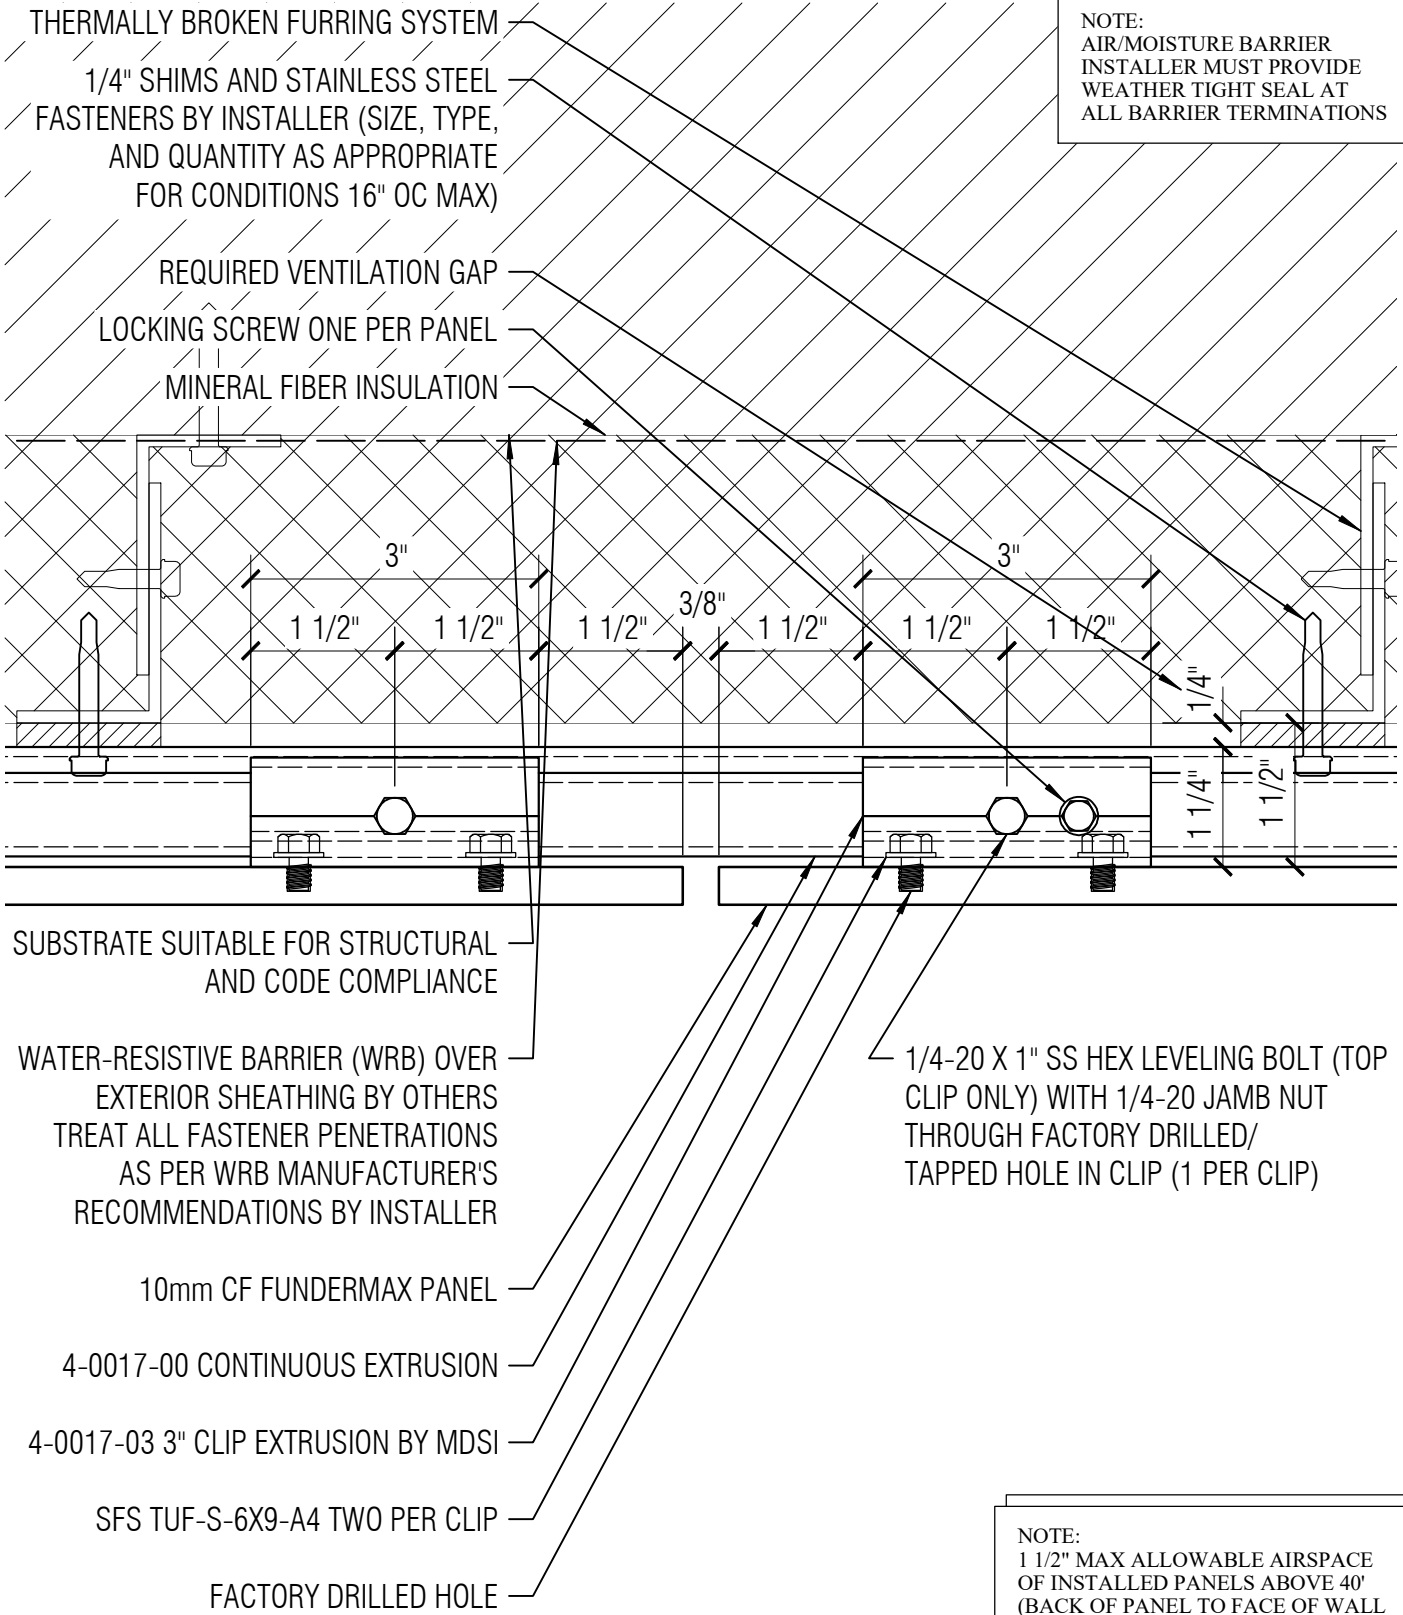 THERMALLY BROKEN FURRING SYSTEM
1/4" SHIMS AND STAINLESS STEEL
FASTENERS BY INSTALLER (SIZE, TYPE,
AND QUANTITY AS APPROPRIATE
FOR CONDITIONS 16" OC MAX)
REQUIRED VENTILATION GAP
LOCKING SCREW ONE PER PANEL
MINERAL FIBER INSULATION
NOTE:
AIR/MOISTURE BARRIER
INSTALLER MUST PROVIDE
WEATHER TIGHT SEAL AT
ALL BARRIER TERMINATIONS
3"
3"
3/8"
1 1/2"
1 1/2"
1 1/2"
1 1/2"
1 1/2"
1 1/2"
1/4"
1 1/4"
1 1/2"
SUBSTRATE SUITABLE FOR STRUCTURAL
AND CODE COMPLIANCE
WATER-RESISTIVE BARRIER (WRB) OVER
EXTERIOR SHEATHING BY OTHERS
TREAT ALL FASTENER PENETRATIONS
AS PER WRB MANUFACTURER'S
RECOMMENDATIONS BY INSTALLER
10mm CF FUNDERMAX PANEL
4-0017-00 CONTINUOUS EXTRUSION
4-0017-03 3" CLIP EXTRUSION BY MDSI
SFS TUF-S-6X9-A4 TWO PER CLIP
FACTORY DRILLED HOLE
1/4-20 X 1" SS HEX LEVELING BOLT (TOP
CLIP ONLY) WITH 1/4-20 JAMB NUT
THROUGH FACTORY DRILLED/
TAPPED HOLE IN CLIP (1 PER CLIP)
NOTE:
1 1/2" MAX ALLOWABLE AIRSPACE
OF INSTALLED PANELS ABOVE 40'
(BACK OF PANEL TO FACE OF WALL